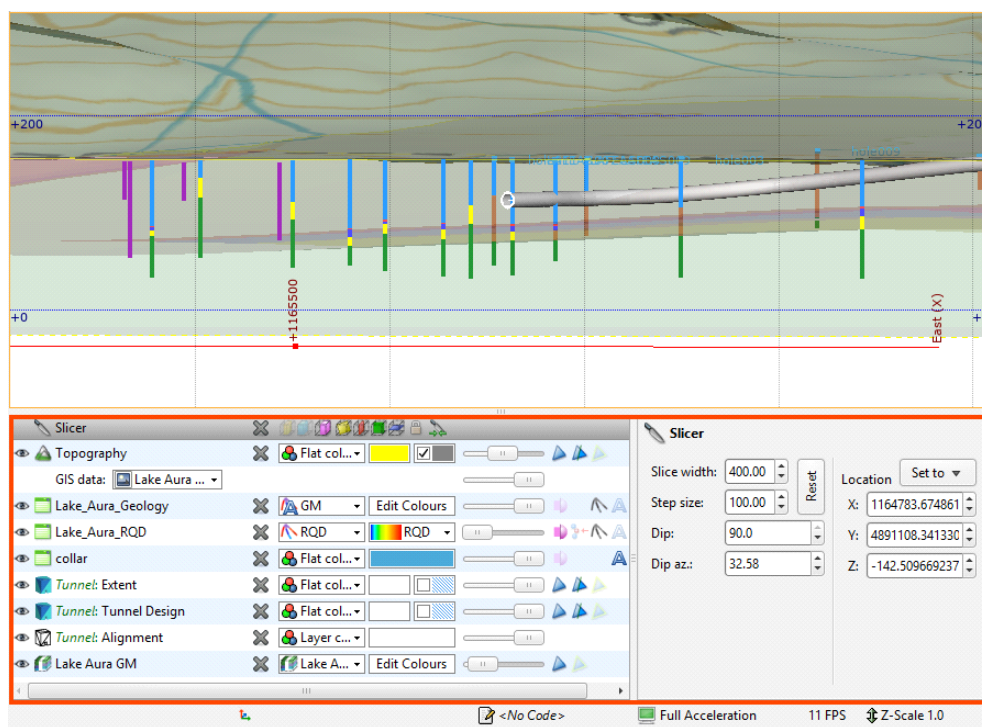 +200
+20
+0
+
+1165500
East (X)
Slicer
Topography
Flat col...
GIS data:
Lake Aura ...
Lake_Aura_Geology
GM
Edit Colours
Lake_Aura_RQD
RQD
RQD
collar
Flat col...
Tunnel: Extent
Flat col...
Tunnel: Tunnel Design
Flat col...
Tunnel: Alignment
Layer c...
Lake Aura GM
Lake A...
Edit Colours
Slicer
Slice width:
400.00
Step size:
100.00
Reset
Dip:
90.0
Dip az.:
32.58
Location
Set to
X:
1164783.674861
Y:
4891108.341330
Z:
-142.509669237
<No Code>
Full Acceleration
11 FPS
Z-Scale 1.0